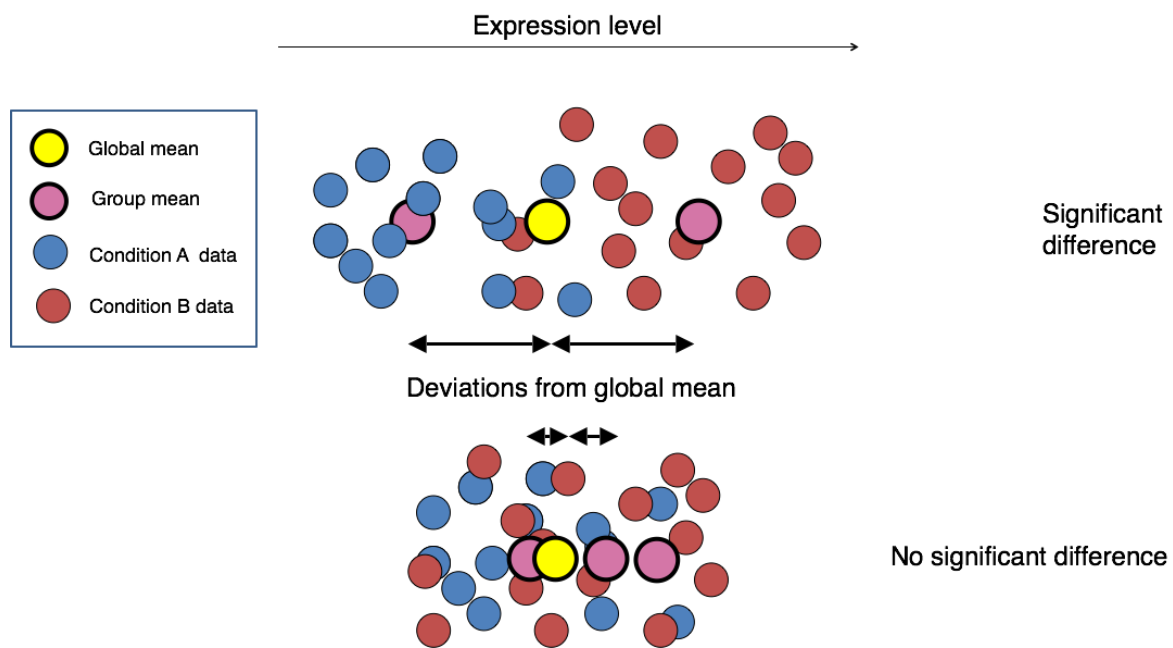 Expression level
Global mean
Group mean
Condition A data
Condition B data
Significant
difference
Deviations from global mean
No significant difference